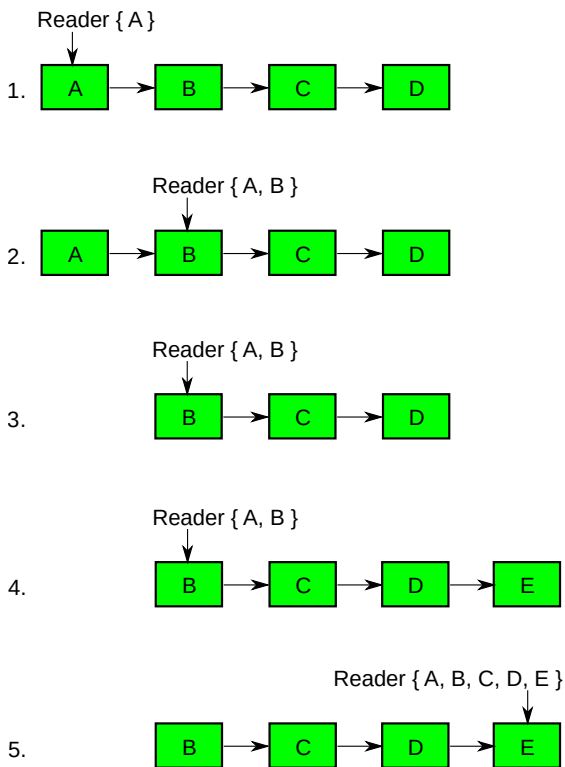 Reader { A }
1. A B C D
Reader { A, B }
2. A B C D
Reader { A, B }
3. B C D
Reader { A, B }
4. B C D E
Reader { A, B, C, D, E }
5. B C D E